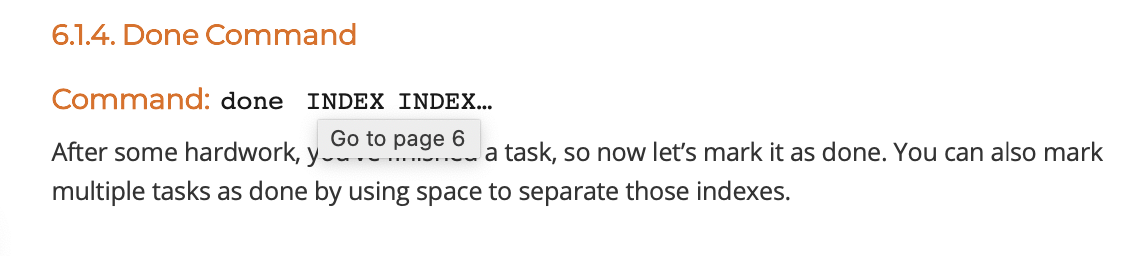 6.1.4. Done Command
Command: done INDEX INDEX…
Go to page 6
After some hardwork, a task, so now let's mark it as done. You can also mark
multiple tasks as done by using space to separate those indexes.